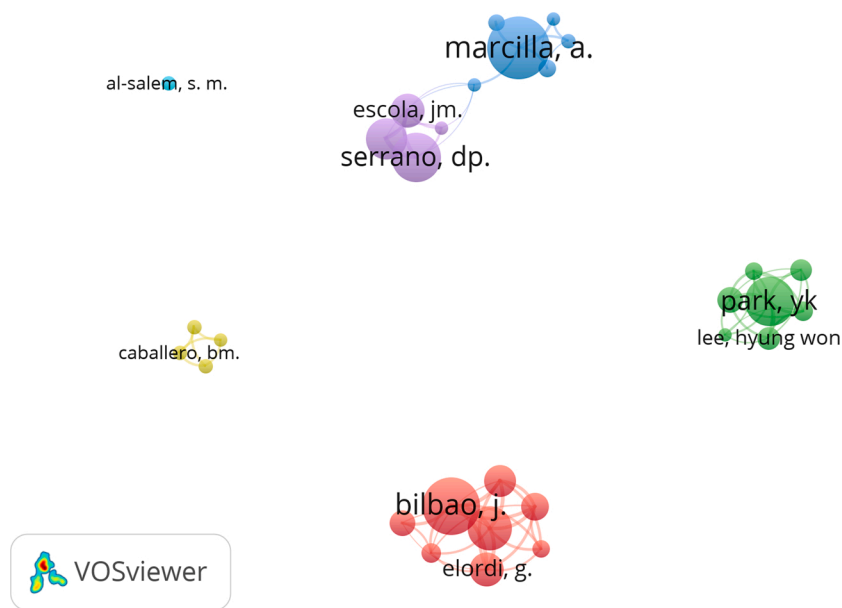 marcilla, a.
al-salem, s. m.
escola, jm.
serrano, dp.
park, yk
lee, hyung won
caballero, bm.
bilbao, j.
elordi, g.
VOSviewer